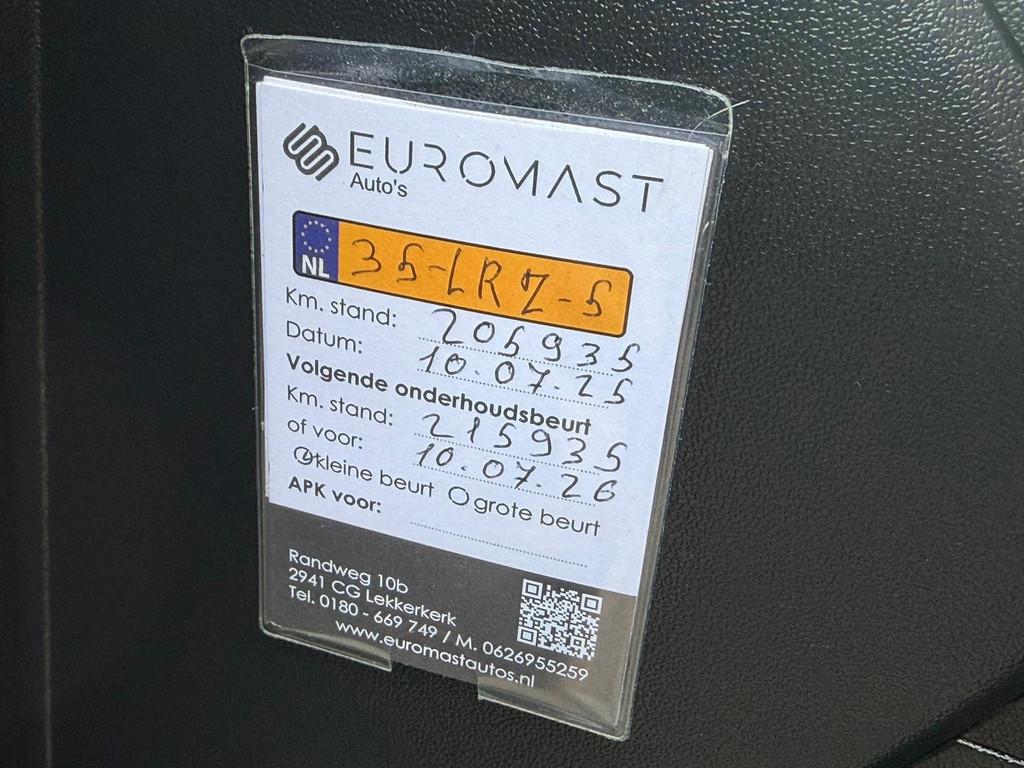 EUROMAST
Auto's
NL 35-LRZ-5
Km. stand: 205935
Datum: 10.07.25
Volgende onderhoudsbeurt
Km. stand: 215935
of voor: 10.07.26
kleine beurt grote beurt
APK voor:
Randweg 10b
2941 CG Lekkerkerk
Tel. 0180 - 669 749 / M. 0626955259
www.euromastautos.nl